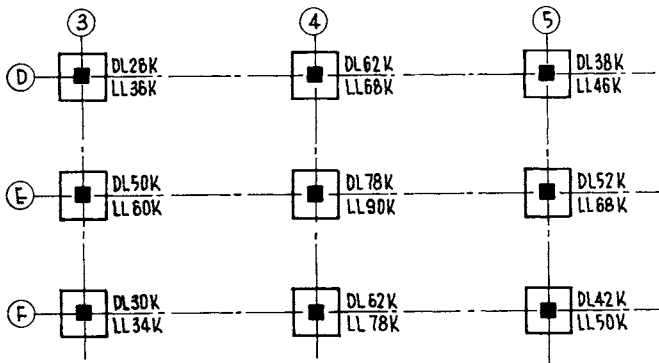 3 4 5
D DL28K DL62K DL38K
LL36K LL68K LL46K
E DL50K DL78K DL52K
LL60K LL90K LL68K
F DL30K DL62K DL42K
LL34K LL78K LL50K